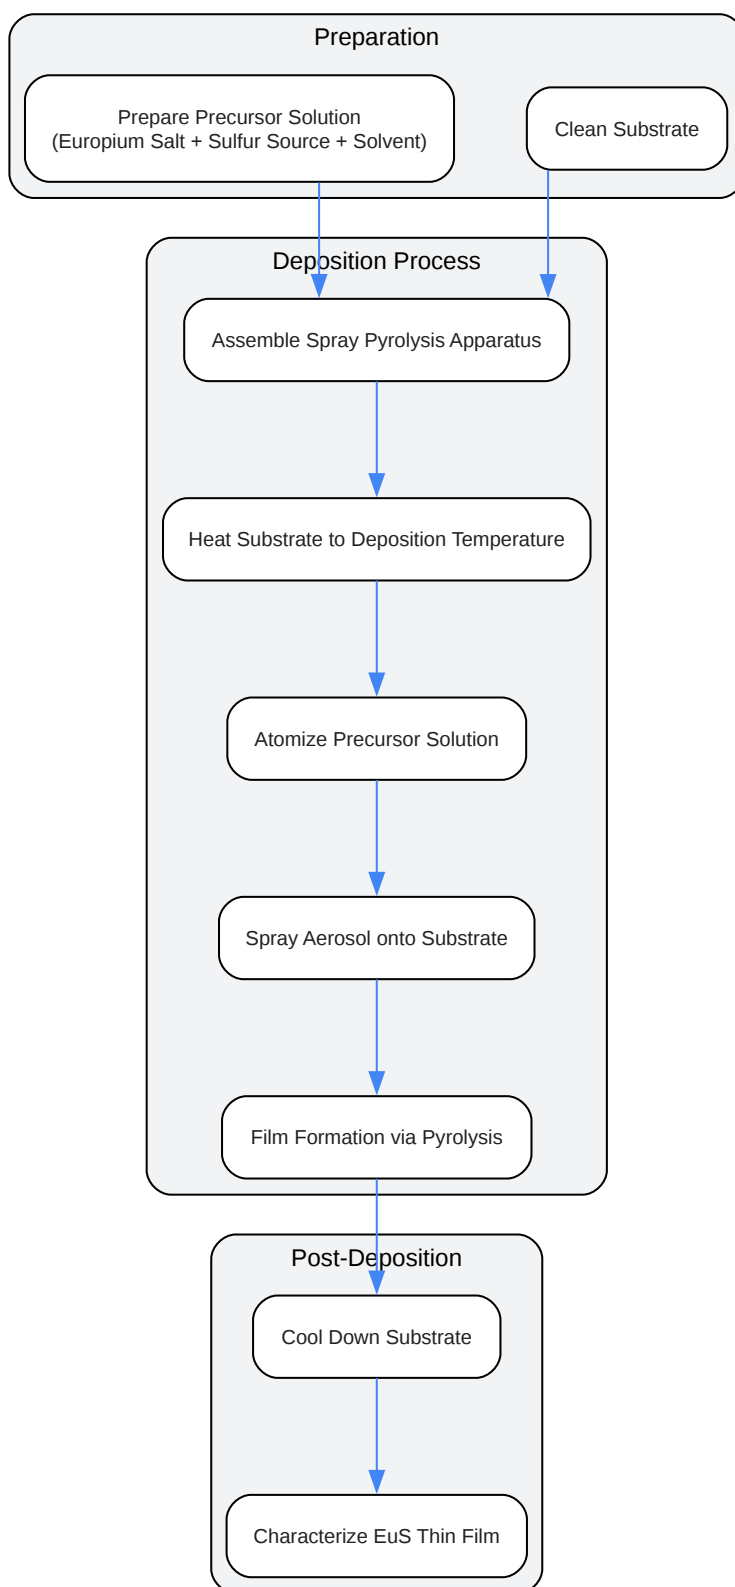 Preparation
Prepare Precursor Solution
(Europium Salt + Sulfur Source + Solvent)
Clean Substrate
Deposition Process
Assemble Spray Pyrolysis Apparatus
Heat Substrate to Deposition Temperature
Atomize Precursor Solution
Spray Aerosol onto Substrate
Film Formation via Pyrolysis
Post-Deposition
Cool Down Substrate
Characterize EuS Thin Film